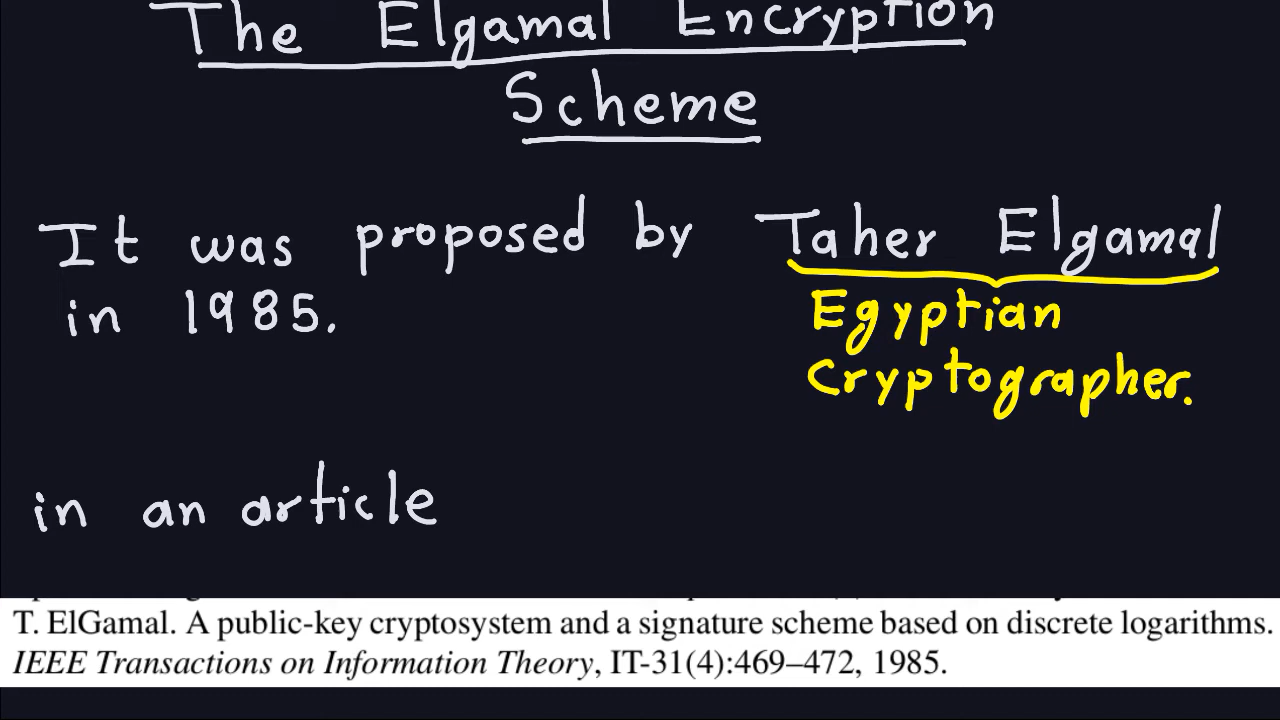 The Elgamal Encryption
Scheme
It was proposed by Taher Elgamal
in 1985.
Egyptian
Cryptographer.
in an article
T. ElGamal. A public-key cryptosystem and a signature scheme based on discrete logarithms.
IEEE Transactions on Information Theory, IT-31(4):469–472, 1985.